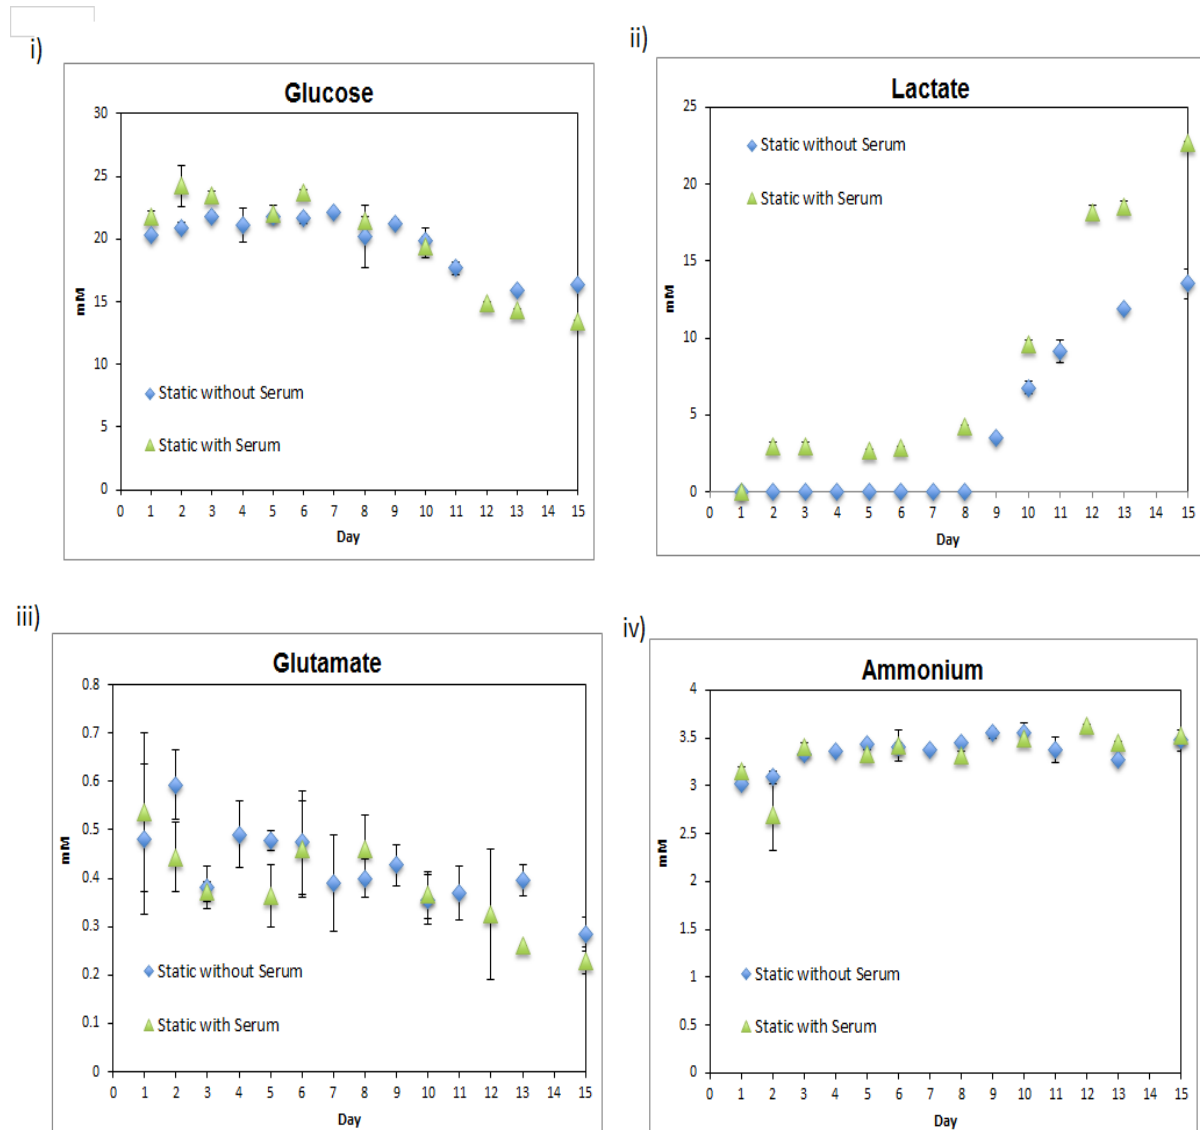 i)
Glucose
30
25
20
15
10
5
0
mM
Static without Serum
Static with Serum
0 1 2 3 4 5 6 7 8 9 10 11 12 13 14 15
Day
ii)
Lactate
25
20
15
10
5
0
mM
Static without Serum
Static with Serum
0 1 2 3 4 5 6 7 8 9 10 11 12 13 14 15
Day
iii)
Glutamate
0.8
0.7
0.6
0.5
0.4
0.3
0.2
0.1
0
mM
Static without Serum
Static with Serum
0 1 2 3 4 5 6 7 8 9 10 11 12 13 14 15
Day
iv)
Ammonium
4
3.5
3
2.5
2
1.5
1
0.5
0
mM
Static without Serum
Static with Serum
0 1 2 3 4 5 6 7 8 9 10 11 12 13 14 15
Day